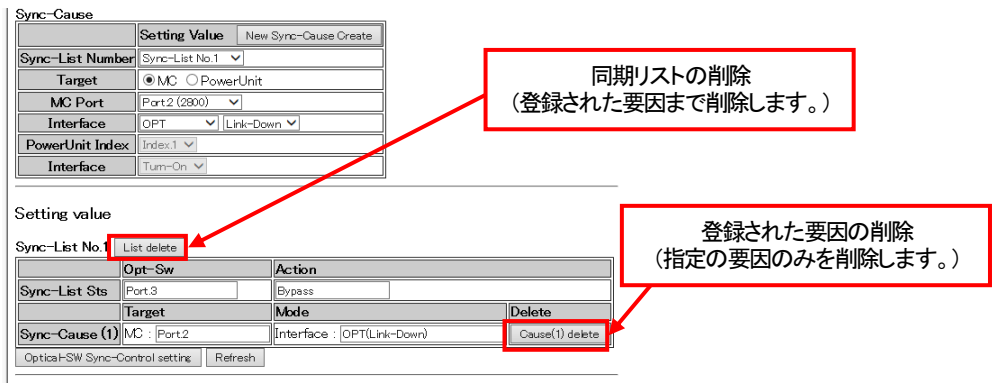 Sync-Cause
Setting Value New Sync-Cause Create
Sync-List Number Sync-List No.1
Target MC PowerUnit
MC Port Port.2 (2800)
Interface OPT Link-Down
PowerUnit Index Index.1
Interface Turn-On
同期リストの削除
（登録された要因まで削除します。）
Setting value
Sync-List No.1 List delete
登録された要因の削除
（指定の要因のみを削除します。）
Opt-Sw Action
Sync-List Sts Port.3 Bypass
Target Mode Delete
Sync-Cause (1) MC : Port.2 Interface : OPT(Link-Down) Cause(1) delete
Optical-SW Sync-Control setting Refresh